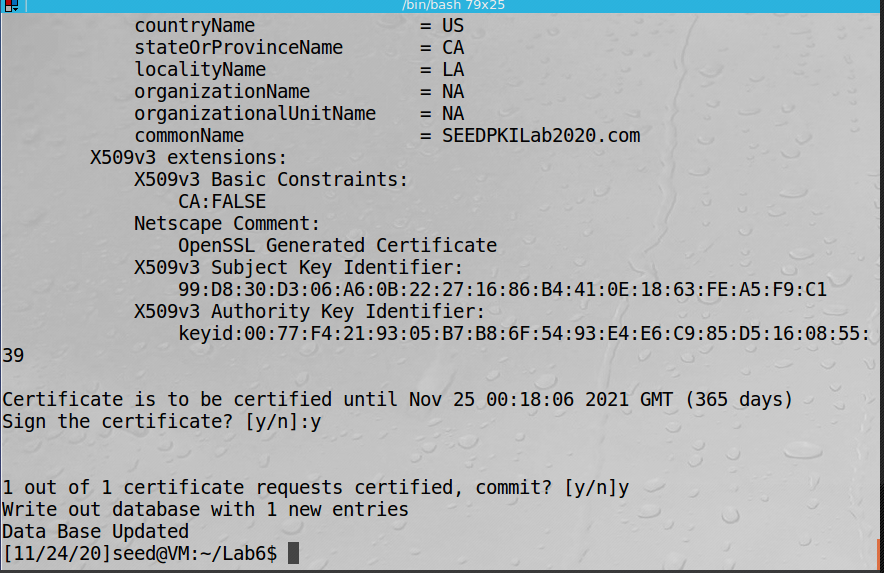 /bin/bash 79x25
countryName               = US
stateOrProvinceName       = CA
localityName              = LA
organizationName          = NA
organizationalUnitName    = NA
commonName                = SEEDPKILab2020.com
X509v3 extensions:
X509v3 Basic Constraints:
CA:FALSE
Netscape Comment:
OpenSSL Generated Certificate
X509v3 Subject Key Identifier:
99:D8:30:D3:06:A6:0B:22:27:16:86:B4:41:0E:18:63:FE:A5:F9:C1
X509v3 Authority Key Identifier:
keyid:00:77:F4:21:93:05:B7:B8:6F:54:93:E4:E6:C9:85:D5:16:08:55:
39
Certificate is to be certified until Nov 25 00:18:06 2021 GMT (365 days)
Sign the certificate? [y/n]:y
1 out of 1 certificate requests certified, commit? [y/n]y
Write out database with 1 new entries
Data Base Updated
[11/24/20]seed@VM:~/Lab6$